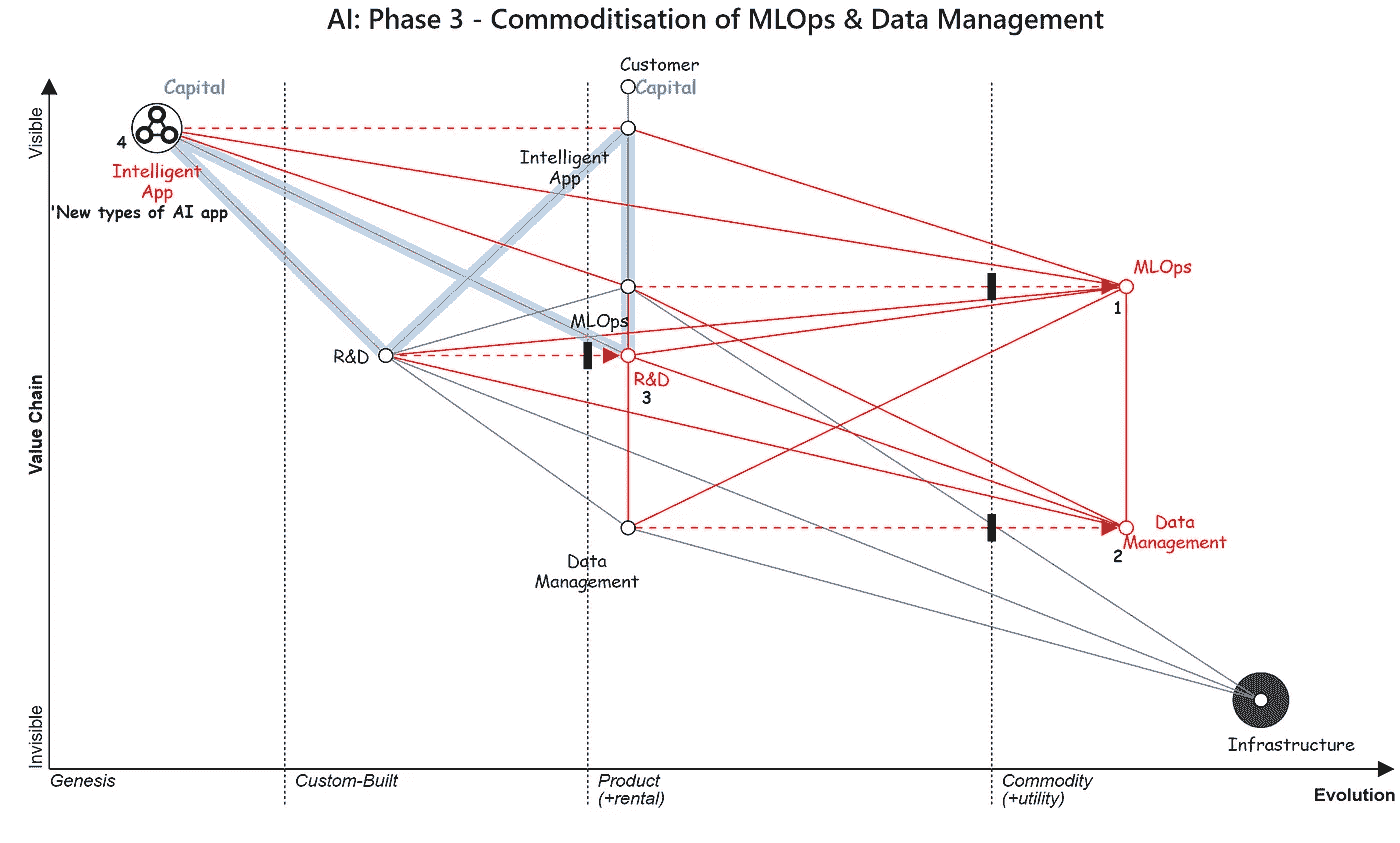 AI: Phase 3 - Commoditisation of MLOps & Data Management
Customer
Capital
Capital
Visible
4
Intelligent
App
Intelligent
App
'New types of AI app
MLOps
1
MLOps
R&D
R&D
3
Value Chain
Data
Management
2
Data
Management
Invisible
Infrastructure
Genesis
Custom-Built
Product
(+rental)
Commodity
(+utility)
Evolution